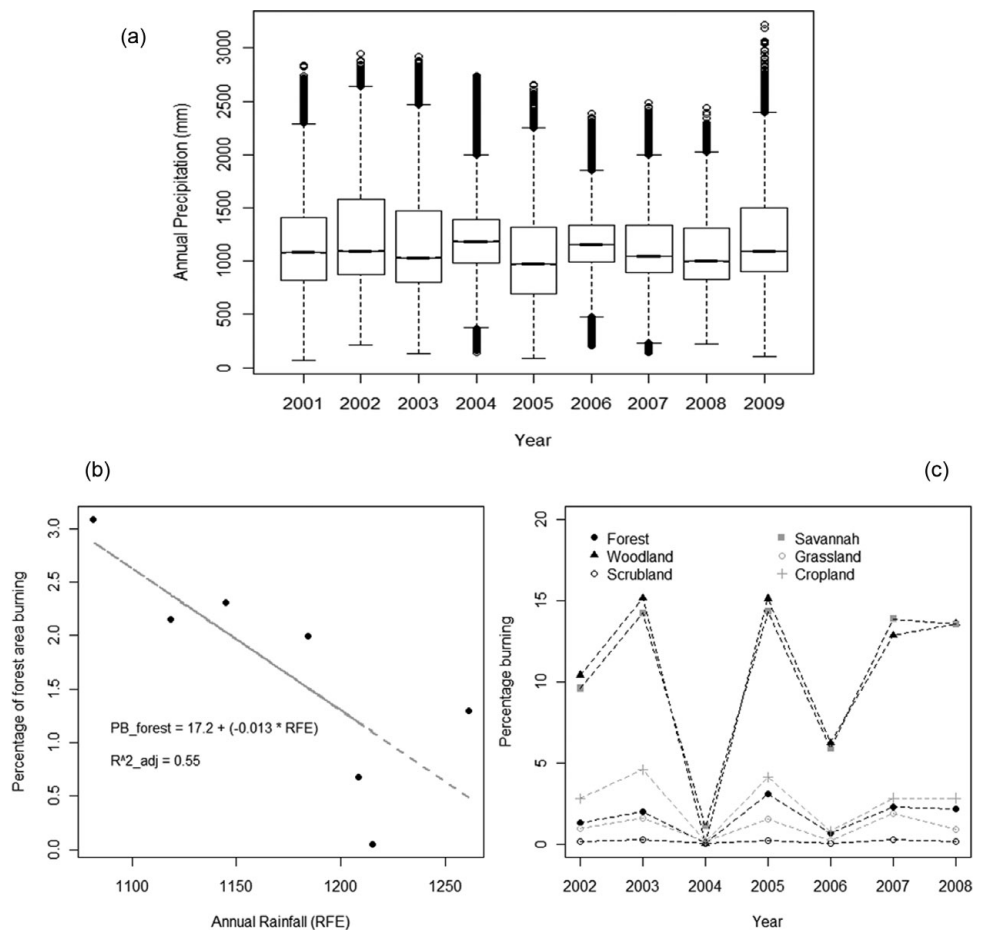 (a)
Annual Precipitation (mm)
3000
2500
2000
1500
1000
500
0
2001 2002 2003 2004 2005 2006 2007 2008 2009
Year
(b)
Percentage of forest area burning
3.0
2.5
2.0
1.5
1.0
0.5
0.0
PB_forest = 17.2 + (-0.013 * RFE)
R^2_adj = 0.55
1100 1150 1200 1250
Annual Rainfall (RFE)
(c)
Percentage burning
20
15
10
5
0
Forest
Woodland
Scrubland
Savannah
Grassland
Cropland
2002 2003 2004 2005 2006 2007 2008
Year